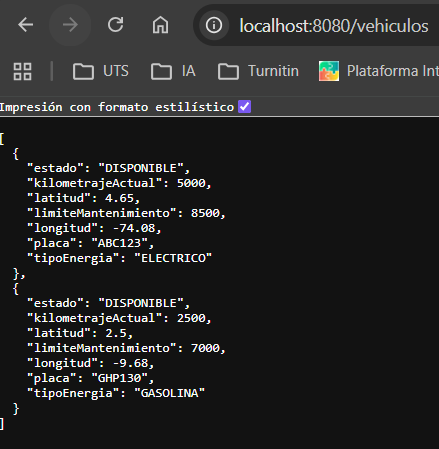 localhost:8080/vehiculos
UTS IA Turnitin Plataforma Int
Impresión con formato estilístico
[
  {
    "estado": "DISPONIBLE",
    "kilometrajeActual": 5000,
    "latitud": 4.65,
    "limiteMantenimiento": 8500,
    "longitud": -74.08,
    "placa": "ABC123",
    "tipoEnergia": "ELECTRICO"
  },
  {
    "estado": "DISPONIBLE",
    "kilometrajeActual": 2500,
    "latitud": 2.5,
    "limiteMantenimiento": 7000,
    "longitud": -9.68,
    "placa": "GHP130",
    "tipoEnergia": "GASOLINA"
  }
]